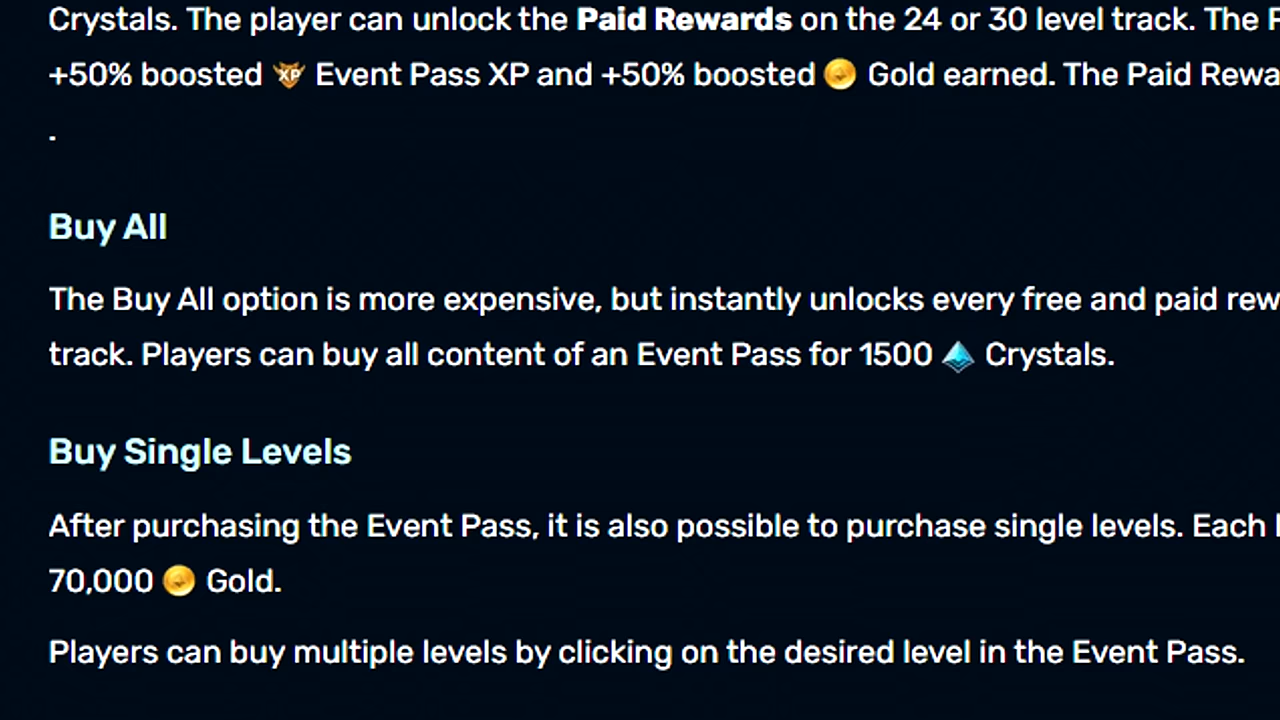 Crystals. The player can unlock the Paid Rewards on the 24 or 30 level track. The
+50% boosted XP Event Pass XP and +50% boosted Gold earned. The Paid
.
Buy All
The Buy All option is more expensive, but instantly unlocks every free and paid
track. Players can buy all content of an Event Pass for 1500 Crystals.
Buy Single Levels
After purchasing the Event Pass, it is also possible to purchase single levels. Each
70,000 Gold.
Players can buy multiple levels by clicking on the desired level in the Event Pass.